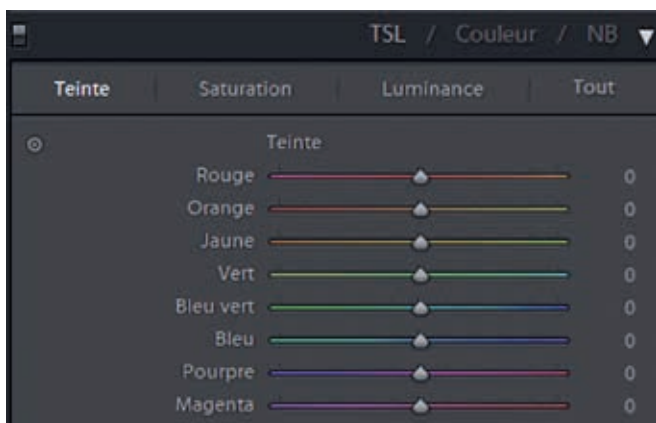 TSL / Couleur / NB
Teinte Saturation Luminance Tout
Teinte
Rouge 0
Orange 0
Jaune 0
Vert 0
Bleu vert 0
Bleu 0
Pourpre 0
Magenta 0